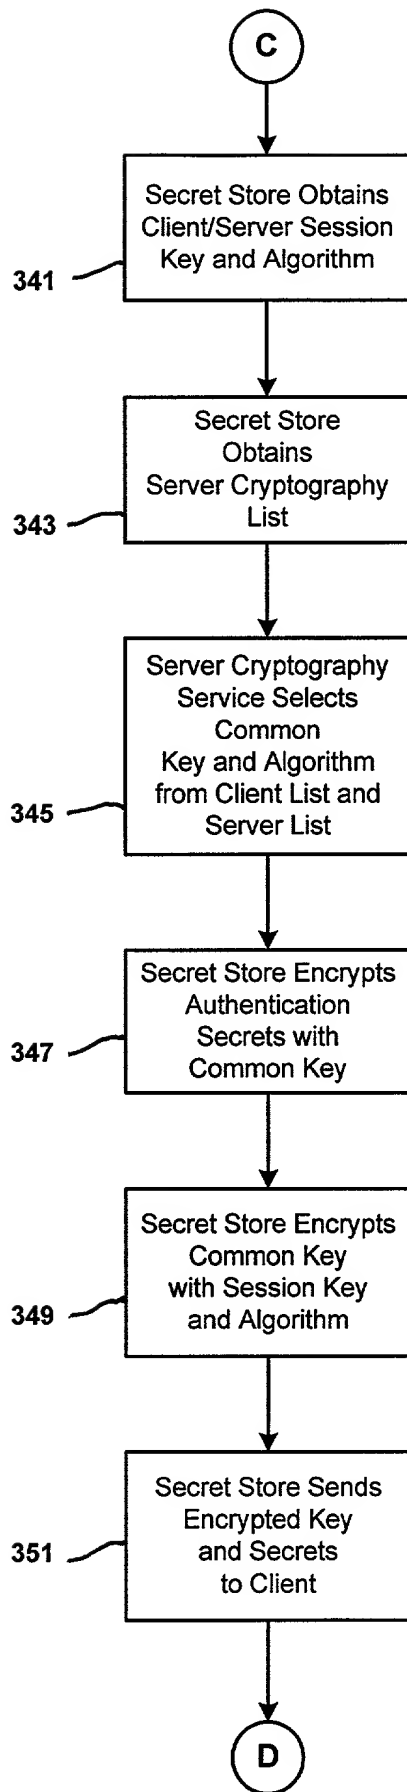 C
Secret Store Obtains
Client/Server Session
Key and Algorithm
341
Secret Store
Obtains
Server Cryptography
List
343
Server Cryptography
Service Selects
Common
Key and Algorithm
from Client List and
Server List
345
Secret Store Encrypts
Authentication
Secrets with
Common Key
347
Secret Store Encrypts
Common Key
with Session Key
and Algorithm
349
Secret Store Sends
Encrypted Key
and Secrets
to Client
351
D